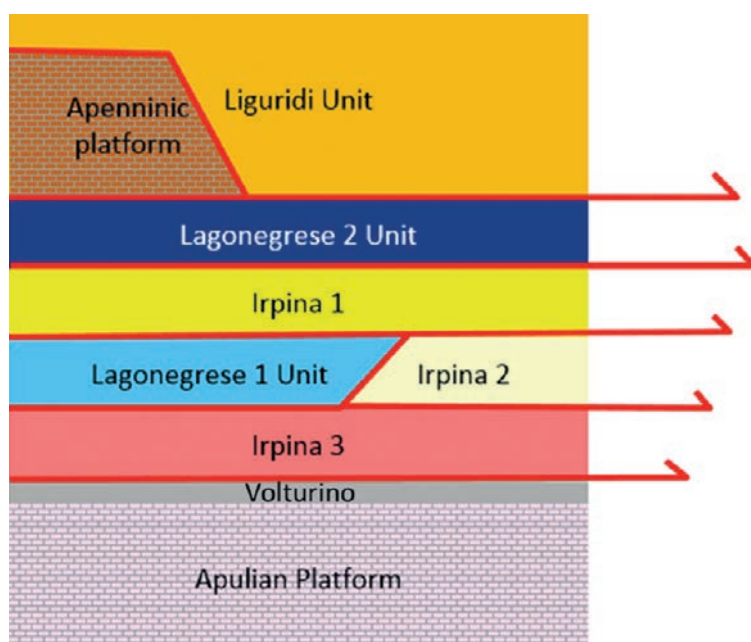 Liguridi Unit
Apenninic
platform
Lagonegrese 2 Unit
Irpina 1
Lagonegrese 1 Unit
Irpina 2
Irpina 3
Volturino
Apulian Platform